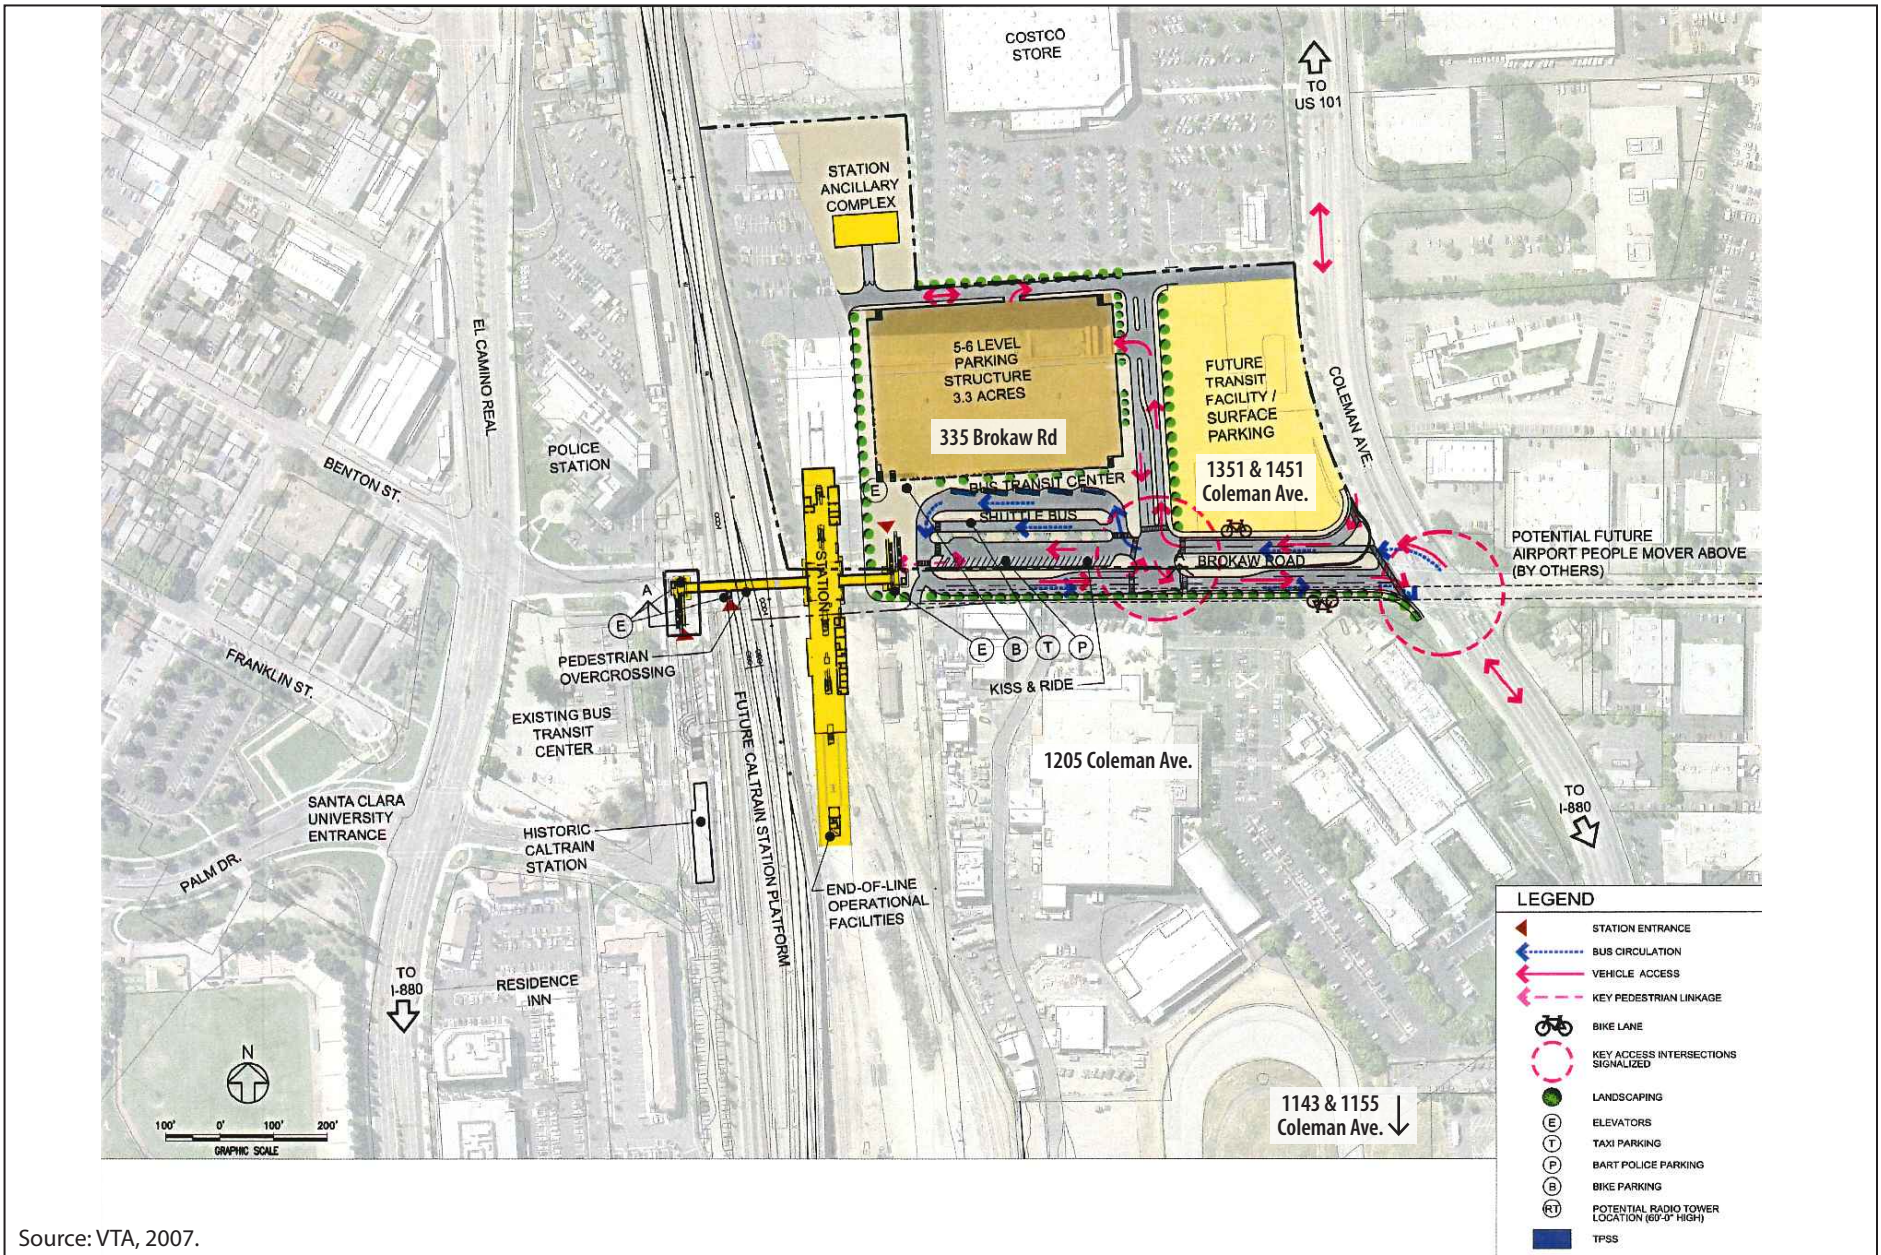 COSTCO
STORE
TO
US 101
STATION
ANCILLARY
COMPLEX
EL CAMINO REAL
5-6 LEVEL
PARKING
STRUCTURE
3.3 ACRES
335 Brokaw Rd
FUTURE
TRANSIT
FACILITY /
SURFACE
PARKING
1351 & 1451
Coleman Ave.
COLEMAN AVE.
POLICE
STATION
BENTON ST.
E
BUS TRANSIT CENTER
SHUTTLE BUS
STATION
BROKAW ROAD
POTENTIAL FUTURE
AIRPORT PEOPLE MOVER ABOVE
(BY OTHERS)
A
A
E
PEDESTRIAN
OVERCROSSING
E
B
T
P
KISS & RIDE
FRANKLIN ST.
EXISTING BUS
TRANSIT
CENTER
FUTURE CALTRAIN STATION PLATFORM
1205 Coleman Ave.
SANTA CLARA
UNIVERSITY
ENTRANCE
HISTORIC
CALTRAIN
STATION
PALM DR.
TO
I-880
END-OF-LINE
OPERATIONAL
FACILITIES
TO
I-880
RESIDENCE
INN
N
100' 0' 100' 200'
GRAPHIC SCALE
1143 & 1155
Coleman Ave.
LEGEND
STATION ENTRANCE
BUS CIRCULATION
VEHICLE ACCESS
KEY PEDESTRIAN LINKAGE
BIKE LANE
KEY ACCESS INTERSECTIONS
SIGNALIZED
LANDSCAPING
E ELEVATORS
T TAXI PARKING
P BART POLICE PARKING
B BIKE PARKING
RT POTENTIAL RADIO TOWER
LOCATION (60'-0" HIGH)
TPSS
Source: VTA, 2007.